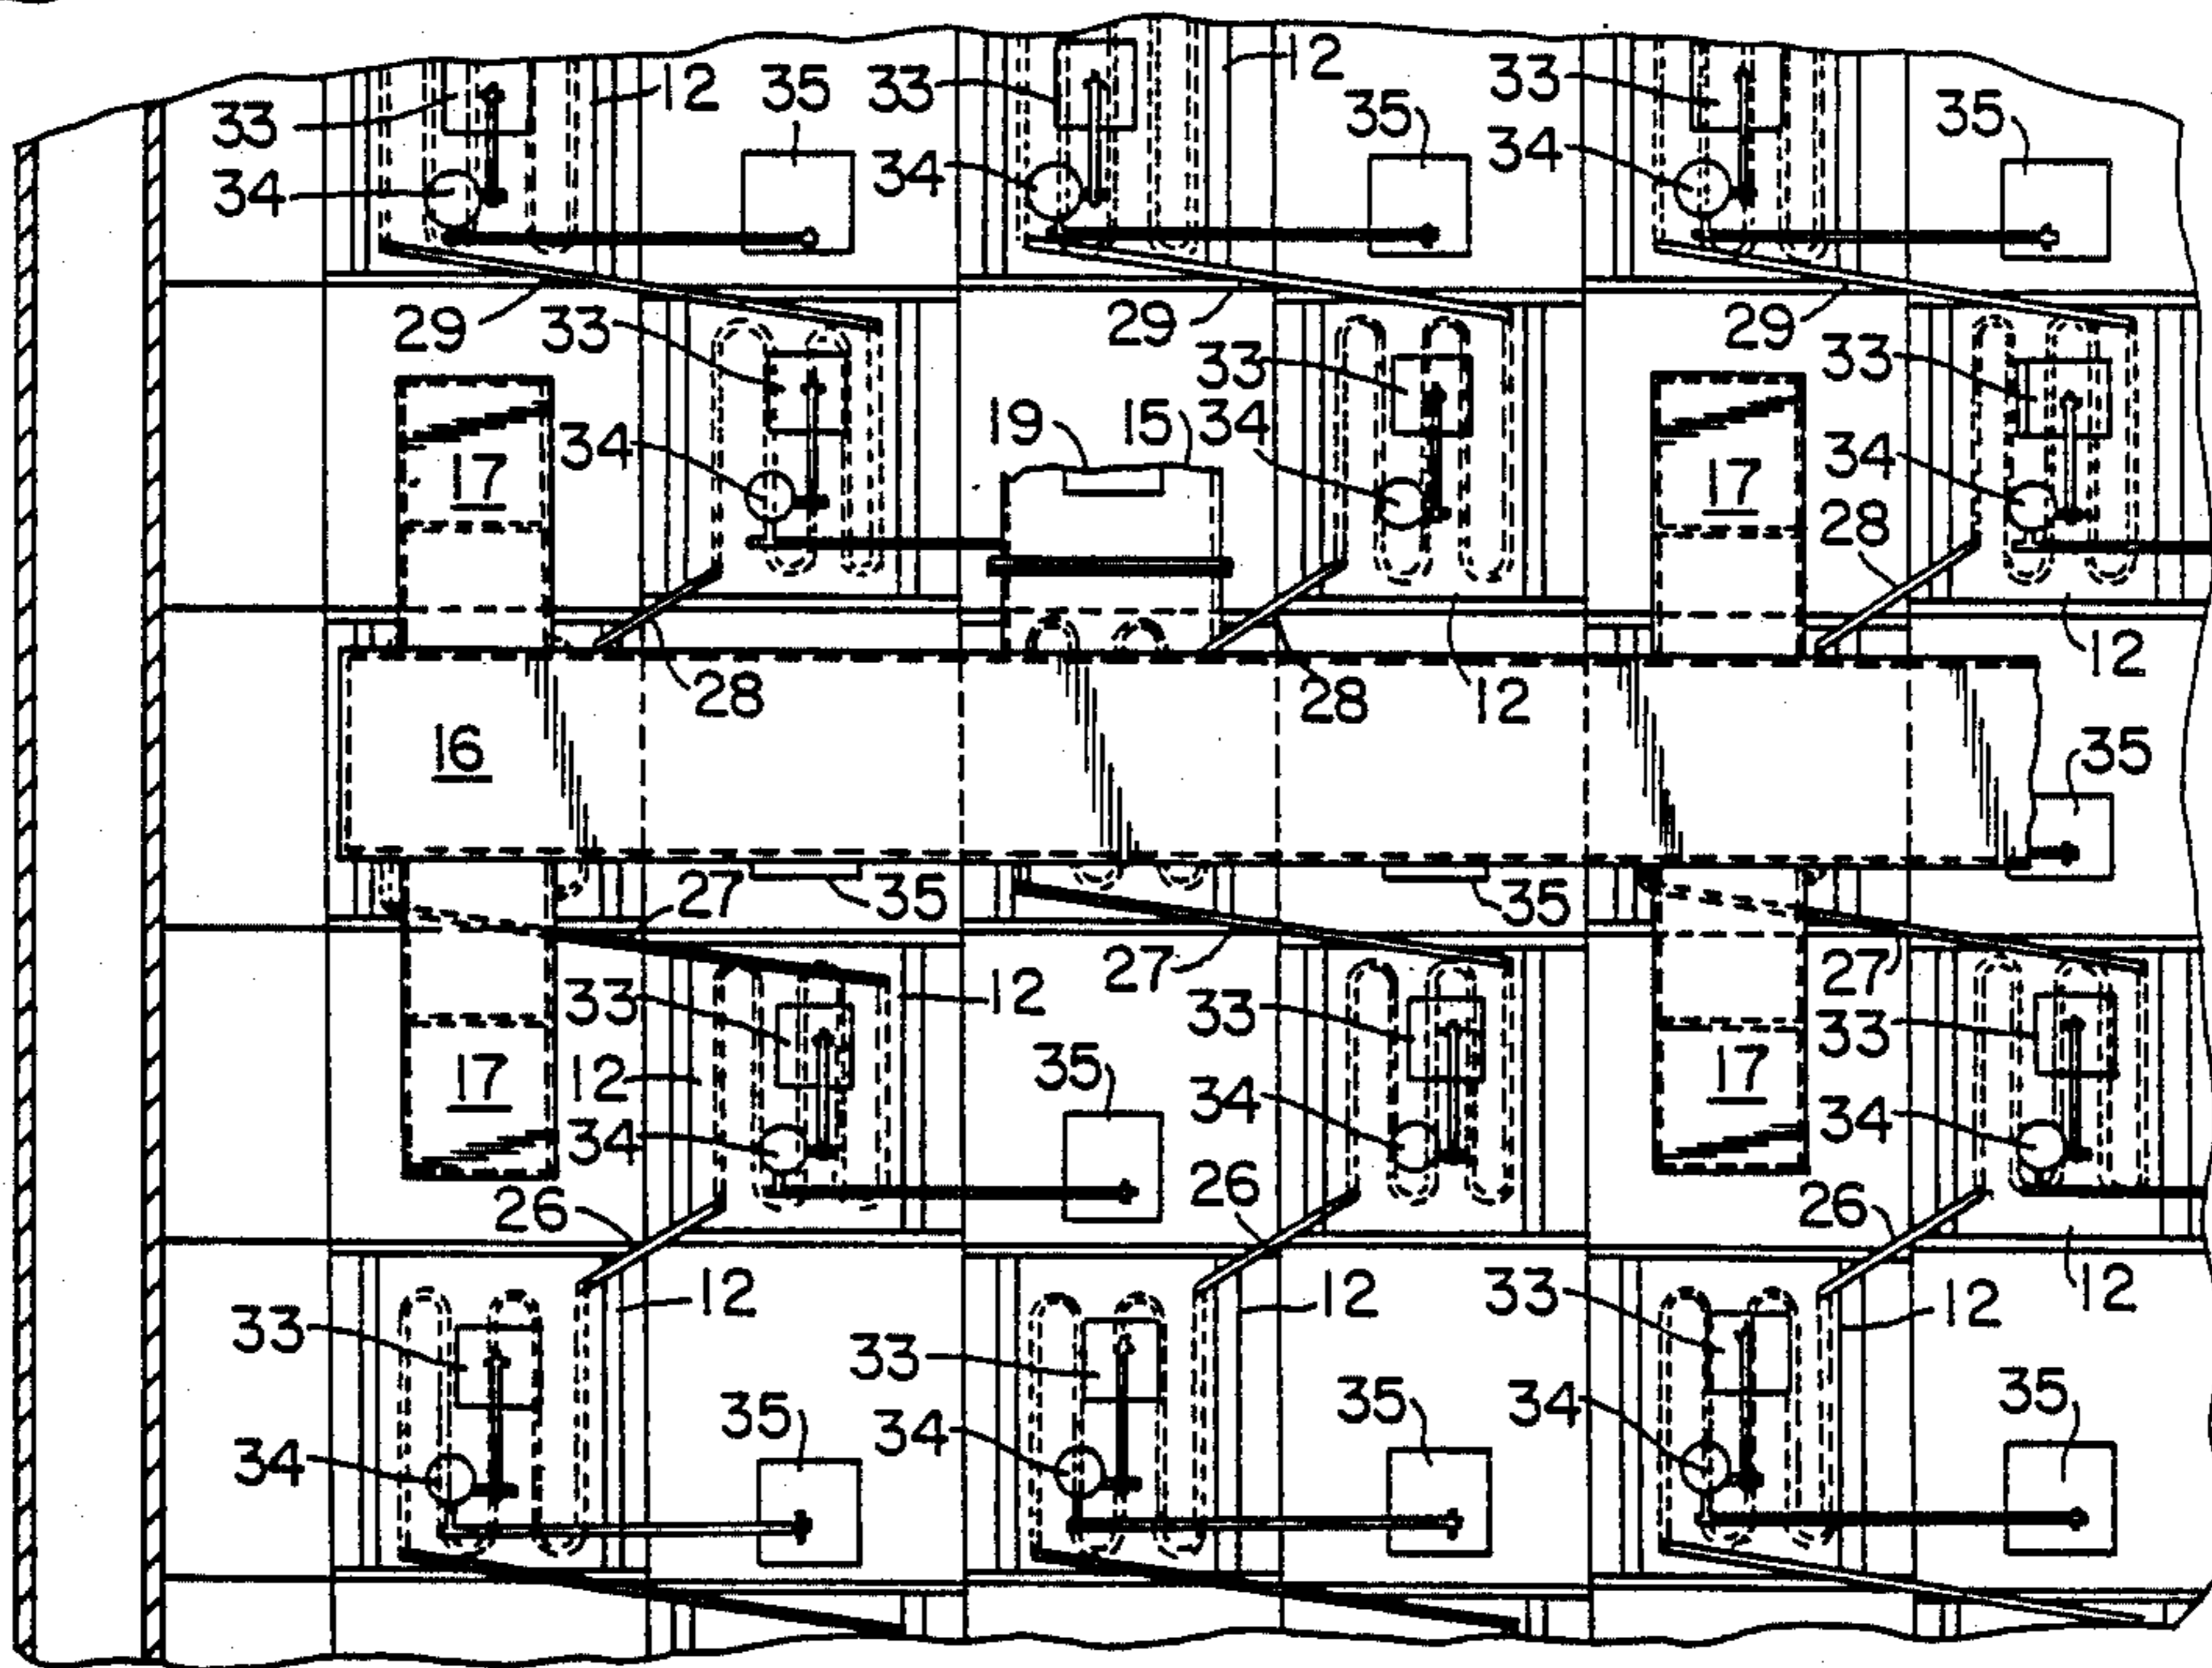 12 35 33 12 35 33 35
33 34 34 34
29 33 29 29 33
19 15 33 34
17 34 17 34
28
28 28 12 12
16 35
27 35 35
33 12 27 33 27 33
17 12 35 34 17 34
34
26 26 26
33 12 33 12 33 12 12
34 35 34 35 34 35